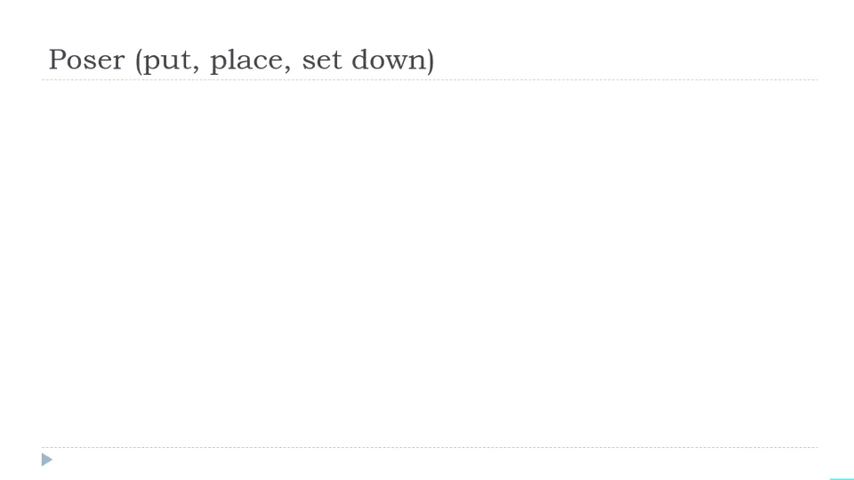 Poser (put, place, set down)